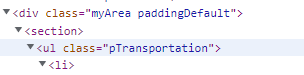 ▼<div class="myArea paddingDefault">
▼<section>
▼<ul class="pTransportation">
▼<li>